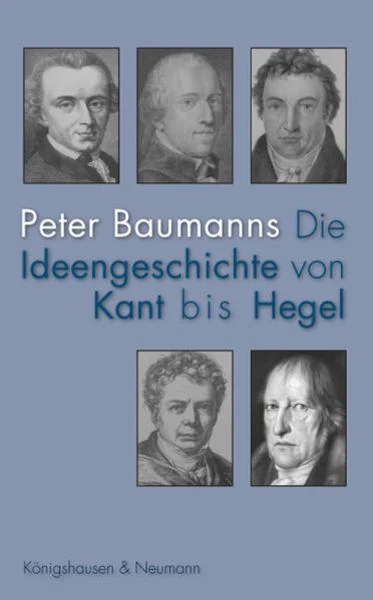 Peter Baumanns Die
Ideengeschichte von
Kant bis Hegel
Königshausen & Neumann